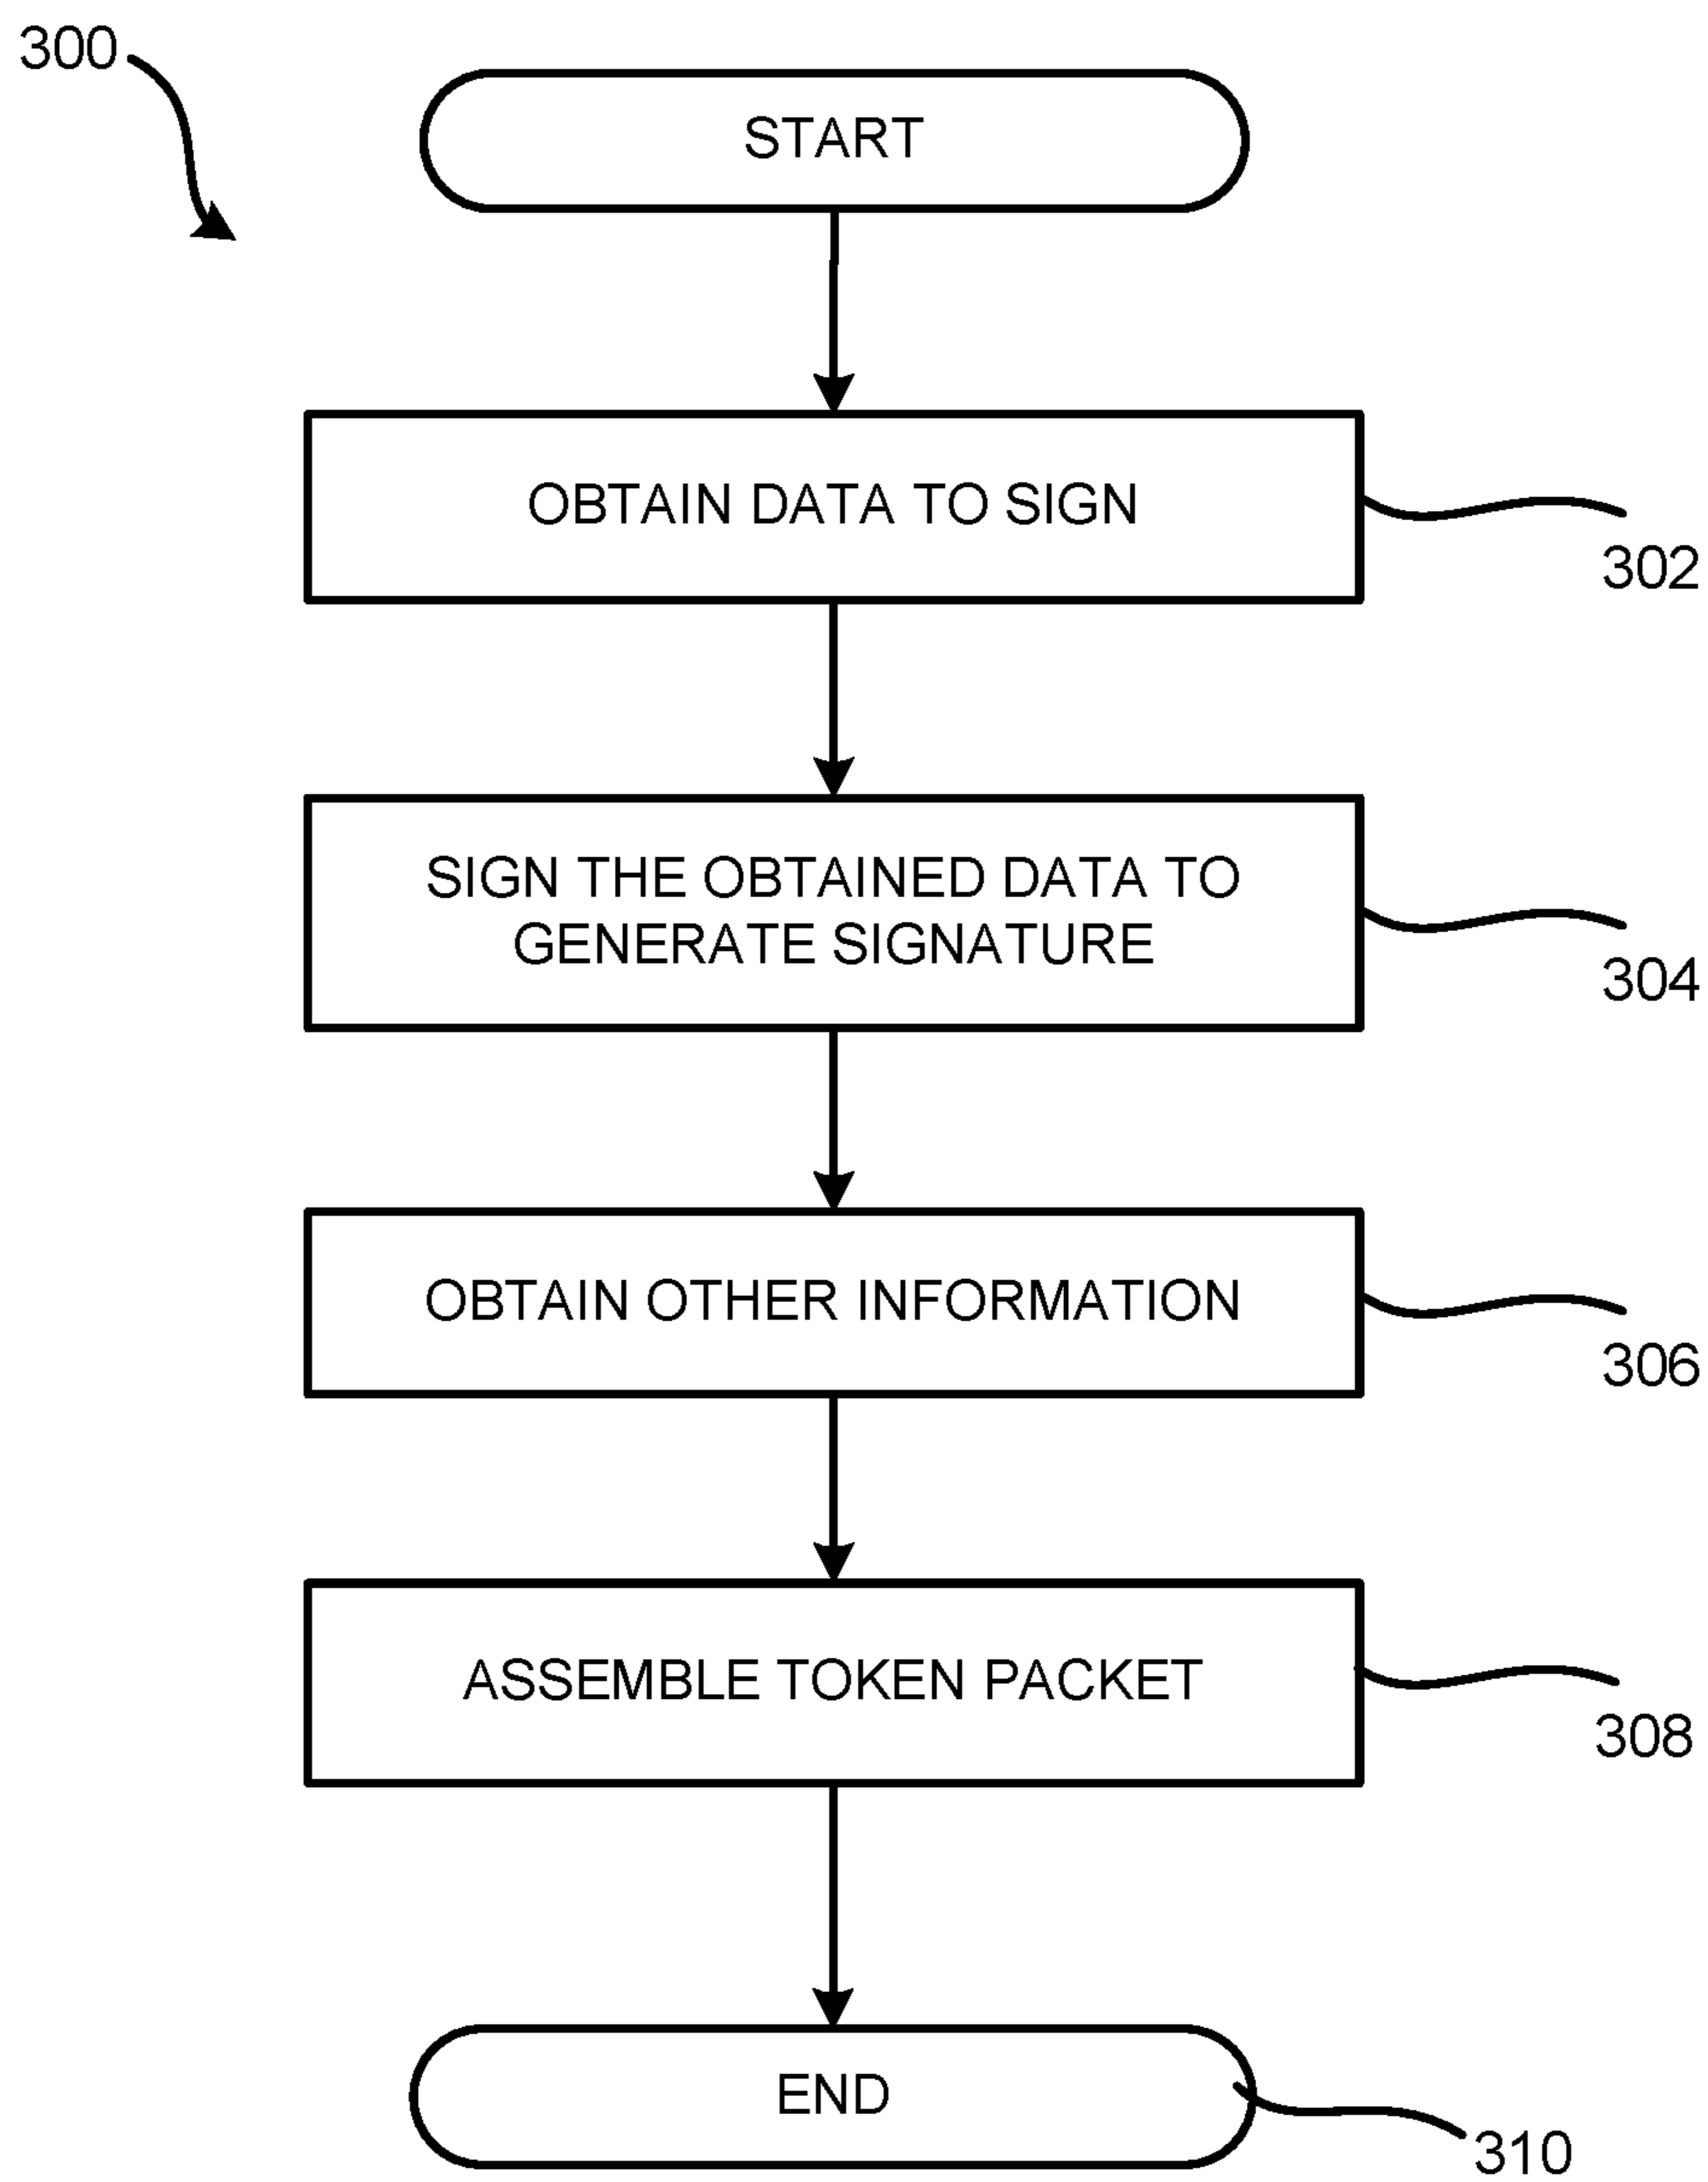 300
START
OBTAIN DATA TO SIGN
302
SIGN THE OBTAINED DATA TO
GENERATE SIGNATURE
304
OBTAIN OTHER INFORMATION
306
ASSEMBLE TOKEN PACKET
308
END
310